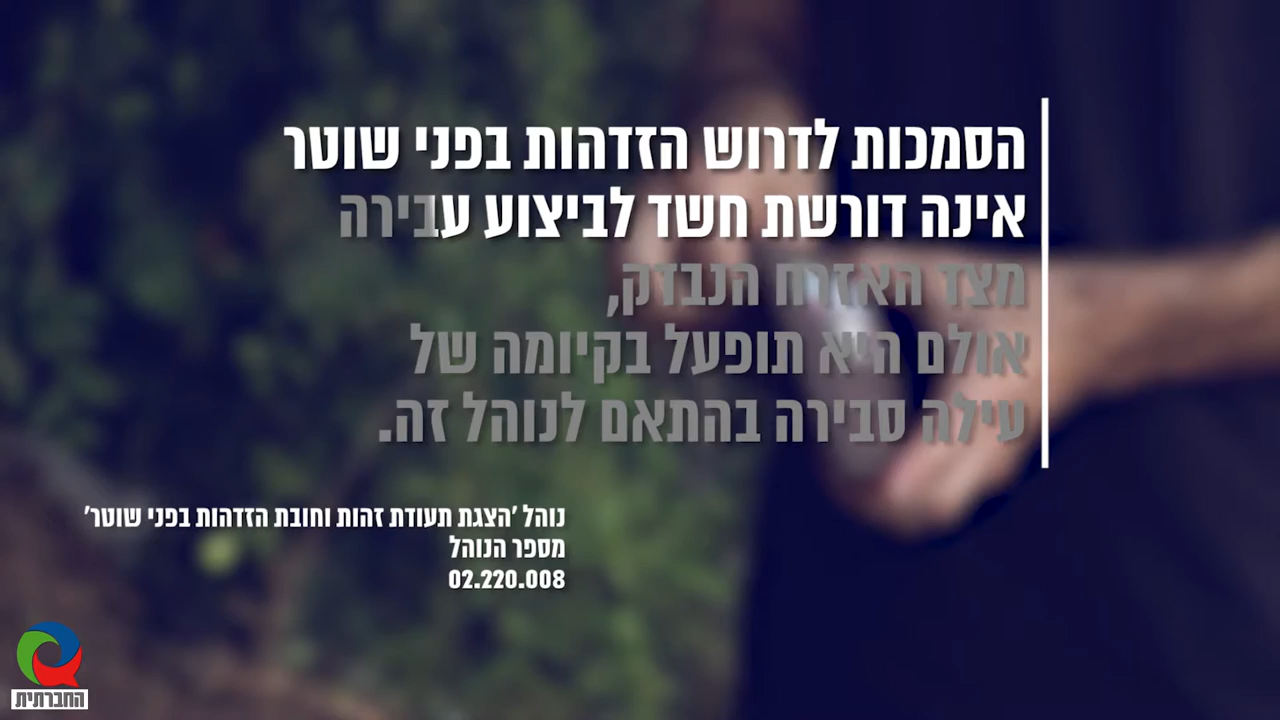 הסמכות לדרוש הזדהות בפני שוטר
אינה דורשת חשד לביצוע עבירה
מצד האזרח הנבדק,
אולם היא תופעל בקיומה של
עילה סבירה בהתאם לנוהל זה.
נוהל 'הצגת תעודת זהות וחובת הזדהות בפני שוטר'
מספר הנוהל
02.220.008
החברתית